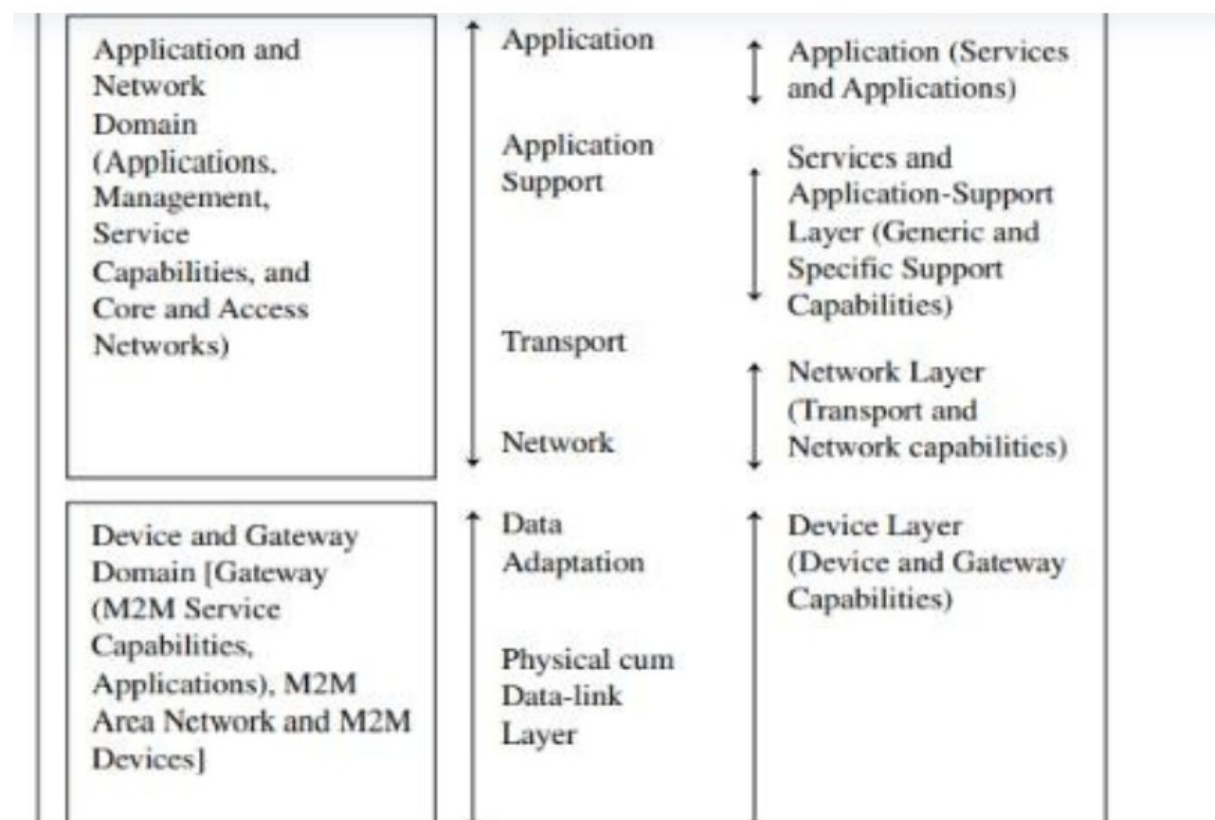 Application and
Network
Domain
(Applications,
Management,
Service
Capabilities, and
Core and Access
Networks)
Application
Application
Support
Transport
Network
Application (Services
and Applications)
Services and
Application-Support
Layer (Generic and
Specific Support
Capabilities)
Network Layer
(Transport and
Network capabilities)
Device and Gateway
Domain [Gateway
(M2M Service
Capabilities,
Applications), M2M
Area Network and M2M
Devices]
Data
Adaptation
Physical cum
Data-link
Layer
Device Layer
(Device and Gateway
Capabilities)